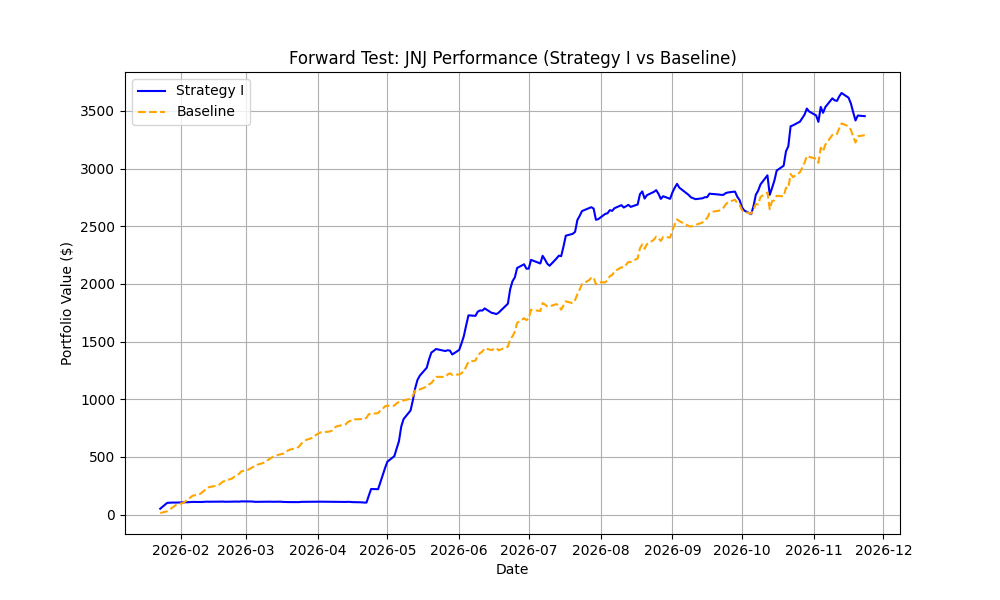 Forward Test: JNJ Performance (Strategy I vs Baseline)
Strategy I
Baseline
Portfolio Value ($)
3500
3000
2500
2000
1500
1000
500
0
2026-02 2026-03 2026-04 2026-05 2026-06 2026-07 2026-08 2026-09 2026-10 2026-11 2026-12
Date